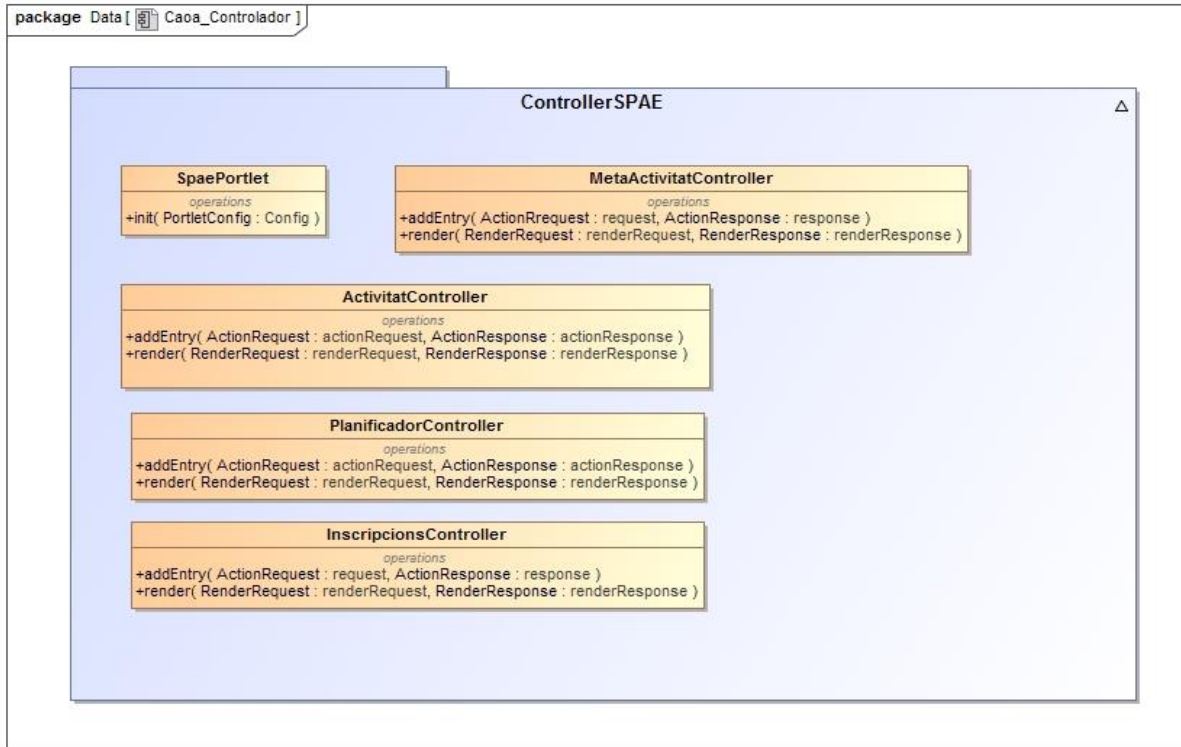 package Data [ Caoa_Controlador ]
ControllerSPAE
SpaePortlet
operations
+init( PortletConfig : Config )
MetaActivitatController
operations
+addEntry( ActionRrequest : request, ActionResponse : response )
+render( RenderRequest : renderRequest, RenderResponse : renderResponse )
ActivitatController
operations
+addEntry( ActionRequest : actionRequest, ActionResponse : actionResponse )
+render( RenderRequest : renderRequest, RenderResponse : renderResponse )
PlanificadorController
operations
+addEntry( ActionRequest : actionRequest, ActionResponse : actionResponse )
+render( RenderRequest : renderRequest, RenderResponse : renderResponse )
InscripcionsController
operations
+addEntry( ActionRequest : request, ActionResponse : response )
+render( RenderRequest : renderRequest, RenderResponse : renderResponse )